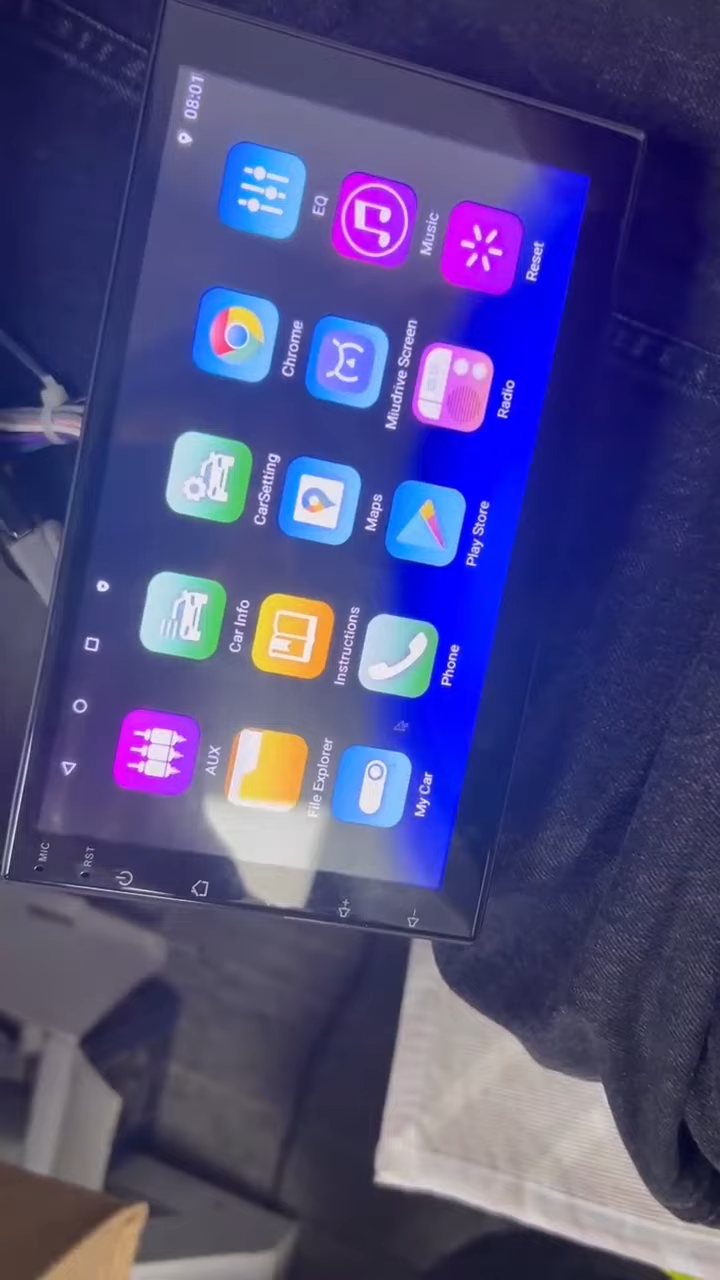 08:01
AUX
Car Info
CarSetting
Chrome
EQ
File Explorer
Instructions
Maps
Miudrive Screen
Music
My Car
Phone
Play Store
Radio
Reset
MIC
RST